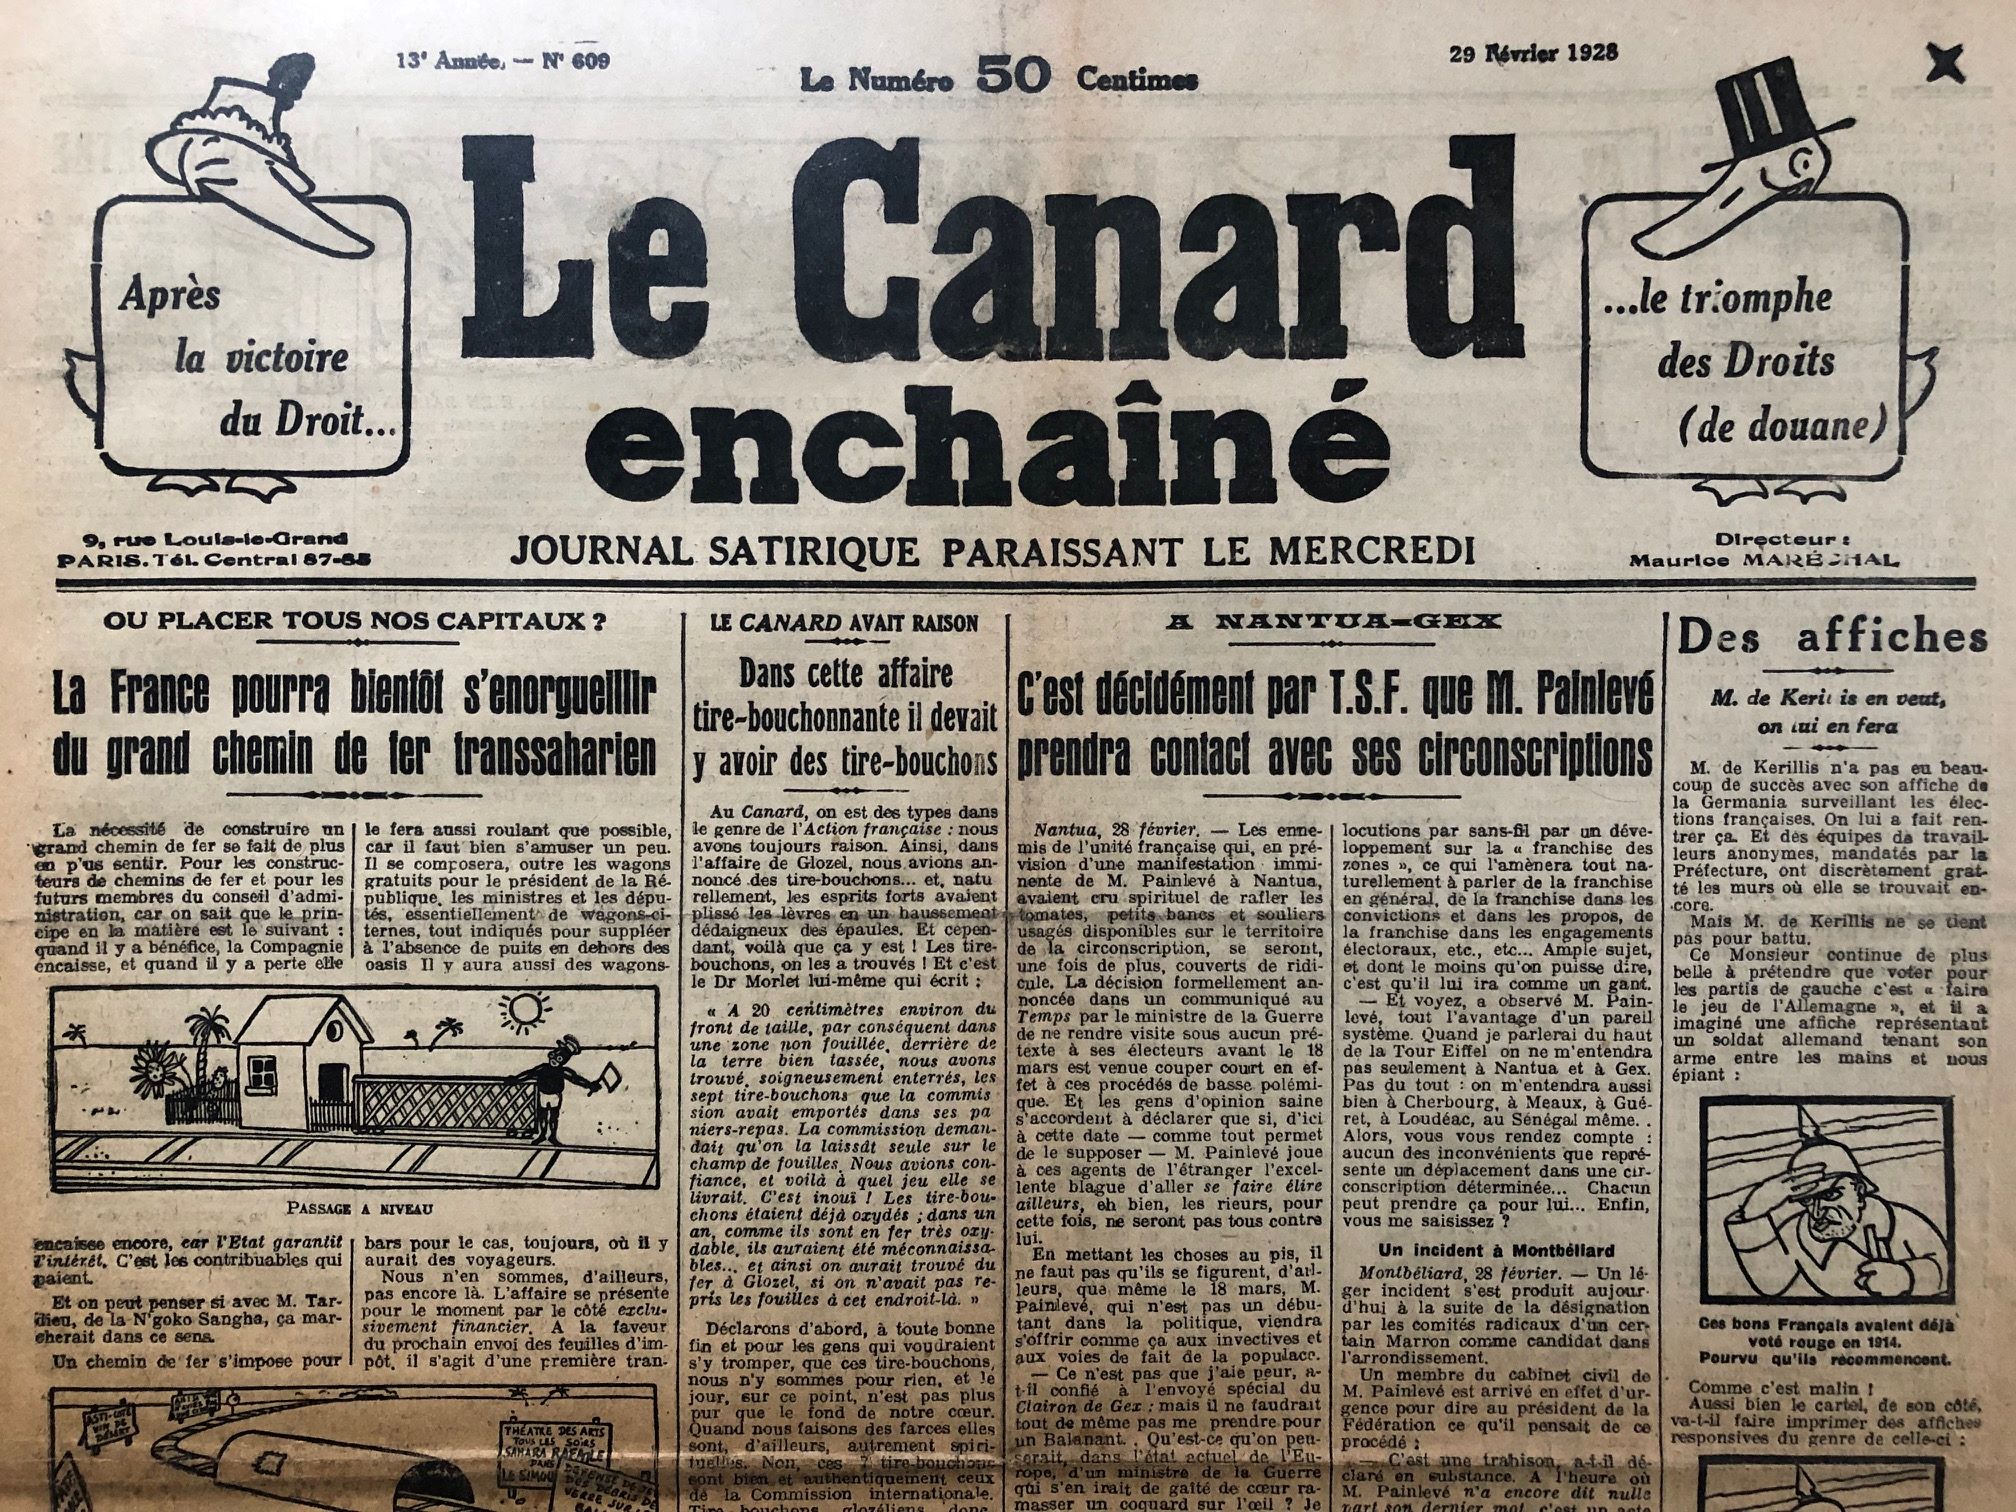 13e Année. — N° 609
Le Numéro 50 Centimes
29 Février 1928
Après
la victoire
du Droit...
Le Canard
enchaîné
...le triomphe
des Droits
(de douane)
9, rue Louis-le-Grand
PARIS. Tél. Central 87-88
JOURNAL SATIRIQUE PARAISSANT LE MERCREDI
Directeur :
Maurice MARÉCHAL
OU PLACER TOUS NOS CAPITAUX ?
La France pourra bientôt s'enorgueillir
du grand chemin de fer transsaharien
La nécessité de construire un
grand chemin de fer se fait de plus
en p'us sentir. Pour les construc-
teurs de chemins de fer et pour les
futurs membres du conseil d'admi-
nistration, car on sait que le prin-
cipe en la matière est le suivant :
quand il y a bénéfice, la Compagnie
encaisse, et quand il y a perte elle
le fera aussi roulant que possible,
car il faut bien s'amuser un peu.
Il se composera, outre les wagons
gratuits pour le président de la Ré-
publique, les ministres et les dépu-
tés, essentiellement de wagons-ci-
ternes, tout indiqués pour suppléer
à l'absence de puits en dehors des
oasis Il y aura aussi des wagons-
PASSAGE A NIVEAU
encaisse encore, car l'Etat garantit
l'intérêt. C'est les contribuables qui
paient.
Et on peut penser si avec M. Tar-
dieu, de la N'goko Sangha, ça mar-
cherait dans ce sens.
Un chemin de fer s'impose pour
bars pour le cas, toujours, où il y
aurait des voyageurs.
Nous n'en sommes, d'ailleurs,
pas encore là. L'affaire se présente
pour le moment par le côté exclu-
sivement financier. A la faveur
du prochain envoi des feuilles d'im-
pôt, il s'agit d'une première tran-
ASTI-CÔTÉ
VIN DE
DÉSERT
THÉATRE DES ARTS
TOUS LES SOIRS
SAHARA
DANS
LE SIMOUN
LE CANARD AVAIT RAISON
Dans cette affaire
tire-bouchonnante il devait
y avoir des tire-bouchons
Au Canard, on est des types dans
le genre de l'Action française : nous
avons toujours raison. Ainsi, dans
l'affaire de Glozel, nous avions an-
noncé des tire-bouchons... et, natu
rellement, les esprits forts avaient
plissé les lèvres en un haussement
dédaigneux des épaules. Et cepen-
dant, voilà que ça y est ! Les tire-
bouchons, on les a trouvés ! Et c'est
le Dr Morlet lui-même qui écrit :
« A 20 centimètres environ du
front de taille, par conséquent dans
une zone non fouillée, derrière de
la terre bien tassée, nous avons
trouvé, soigneusement enterrés, les
sept tire-bouchons que la commis
sion avait emportés dans ses pa
niers-repas. La commission deman-
dait qu'on la laissât seule sur le
champ de fouilles. Nous avions con-
fiance, et voilà à quel jeu elle se
livrait. C'est inouï ! Les tire-bou-
chons étaient déjà oxydés ; dans un
an, comme ils sont en fer très oxy-
dable, ils auraient été méconnaissa-
bles... et ainsi on aurait trouvé du
fer à Glozel, si on n'avait pas re-
pris les fouilles à cet endroit-là. »
Déclarons d'abord, à toute bonne
fin et pour les gens qui voudraient
s'y tromper, que ces tire-bouchons,
nous n'y sommes pour rien, et le
jour, sur ce point, n'est pas plus
pur que le fond de notre cœur.
Quand nous faisons des farces elles
sont, d'ailleurs, autrement spiri-
tuelles. Non, ces 7 tire-bouchons
sont bien et authentiquement ceux
de la Commission internationale.
Tire bouchons glozéliens donc
A NANTUA-GEX
C'est décidément par T.S.F. que M. Painlevé
prendra contact avec ses circonscriptions
Nantua, 28 février. — Les enne-
mis de l'unité française qui, en pré-
vision d'une manifestation immi-
nente de M. Painlevé à Nantua,
avaient cru spirituel de rafler les
tomates, petits bancs et souliers
usagés disponibles sur le territoire
de la circonscription, se seront,
une fois de plus, couverts de ridi-
cule. La décision formellement an-
noncée dans un communiqué au
Temps par le ministre de la Guerre
de ne rendre visite sous aucun pré-
texte à ses électeurs avant le 18
mars est venue couper court en ef-
fet à ces procédés de basse polémi-
que. Et les gens d'opinion saine
s'accordent à déclarer que si, d'ici
à cette date — comme tout permet
de le supposer — M. Painlevé joue
à ces agents de l'étranger l'excel-
lente blague d'aller se faire élire
ailleurs, eh bien, les rieurs, pour
cette fois, ne seront pas tous contre
lui.
En mettant les choses au pis, il
ne faut pas qu'ils se figurent, d'ail-
leurs, que même le 18 mars, M.
Painlevé, qui n'est pas un débu-
tant dans la politique, viendra
s'offrir comme ça aux invectives et
aux voies de fait de la populace.
— Ce n'est pas que j'aie peur, a-
t-il confié à l'envoyé spécial du
Clairon de Gex : mais il ne faudrait
tout de même pas me prendre pour
un Balanant. . Qu'est-ce qu'on pen-
serait, dans l'état actuel de l'Eu-
rope, d'un ministre de la Guerre
qui s'en irait de gaîté de cœur ra-
masser un coquard sur l'œil ? Je
locutions par sans-fil par un déve-
loppement sur la « franchise des
zones », ce qui l'amènera tout na-
turellement à parler de la franchise
en général, de la franchise dans les
convictions et dans les propos, de
la franchise dans les engagements
électoraux, etc., etc... Ample sujet,
et dont le moins qu'on puisse dire,
c'est qu'il lui ira comme un gant.
— Et voyez, a observé M. Pain-
levé, tout l'avantage d'un pareil
système. Quand je parlerai du haut
de la Tour Eiffel on ne m'entendra
pas seulement à Nantua et à Gex.
Pas du tout : on m'entendra aussi
bien à Cherbourg, à Meaux, à Gué-
ret, à Loudéac, au Sénégal même. .
Alors, vous vous rendez compte :
aucun des inconvénients que repré-
sente un déplacement dans une cir-
conscription déterminée... Chacun
peut prendre ça pour lui... Enfin,
vous me saisissez ?
Un incident à Montbéliard
Montbéliard, 28 février. — Un lé-
ger incident s'est produit aujour-
d'hui à la suite de la désignation
par les comités radicaux d'un cer-
tain Marron comme candidat dans
l'arrondissement.
Un membre du cabinet civil de
M. Painlevé est arrivé en effet d'ur-
gence pour dire au président de la
Fédération ce qu'il pensait de ce
procédé :
— C'est une trahison, a-t-il dé-
claré en substance. A l'heure où
M. Painlevé n'a encore dit nulle
part son dernier mot, c'est un acte
Des affiches
M. de Kerillis en veut,
on lui en fera
M. de Kerillis n'a pas eu beau-
coup de succès avec son affiche de
la Germania surveillant les élec-
tions françaises. On lui a fait ren-
trer ça. Et des équipes de travail-
leurs anonymes, mandatés par la
Préfecture, ont discrètement grat-
té les murs où elle se trouvait en-
core.
Mais M. de Kerillis ne se tient
pas pour battu.
Ce Monsieur continue de plus
belle à prétendre que voter pour
les partis de gauche c'est « faire
le jeu de l'Allemagne », et il a
imaginé une affiche représentant
un soldat allemand tenant son
arme entre les mains et nous
épiant :
Ces bons Français avaient déjà
voté rouge en 1914.
Pourvu qu'ils recommencent.
Comme c'est malin !
Aussi bien le cartel, de son côté,
va-t-il faire imprimer des affiches
responsives du genre de celle-ci :